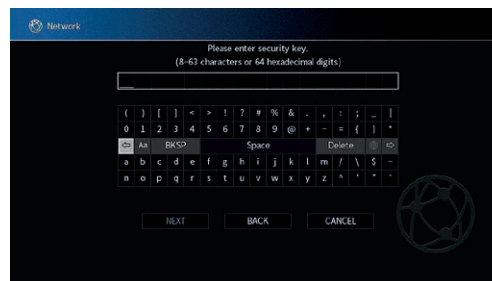 Network
Please enter security key.
(8-63 characters or 64 hexadecimal digits)
( ) [ ] < > ! ? # % & . , : ; _ |
0 1 2 3 4 5 6 7 8 9 @ + - = { } *
⇦ Aa BKSP Space Delete ⇨
a b c d e f g h i j k l m / \ $ ~
n o p q r s t u v w x y z ^ ' " `
NEXT BACK CANCEL